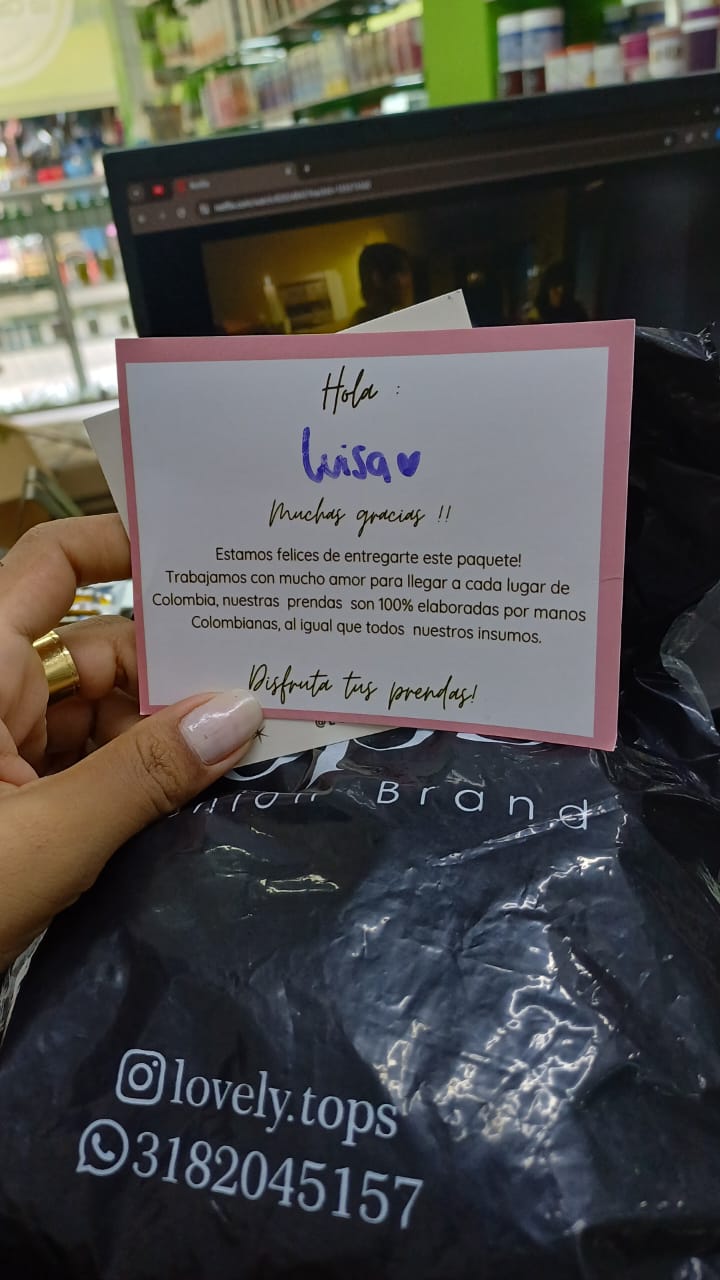 Hola :
Luisa
Muchas gracias !!
Estamos felices de entregarte este paquete!
Trabajamos con mucho amor para llegar a cada lugar de
Colombia, nuestras prendas son 100% elaboradas por manos
Colombianas, al igual que todos nuestros insumos.
Disfruta tus prendas!
Brand
lovely.tops
3182045157